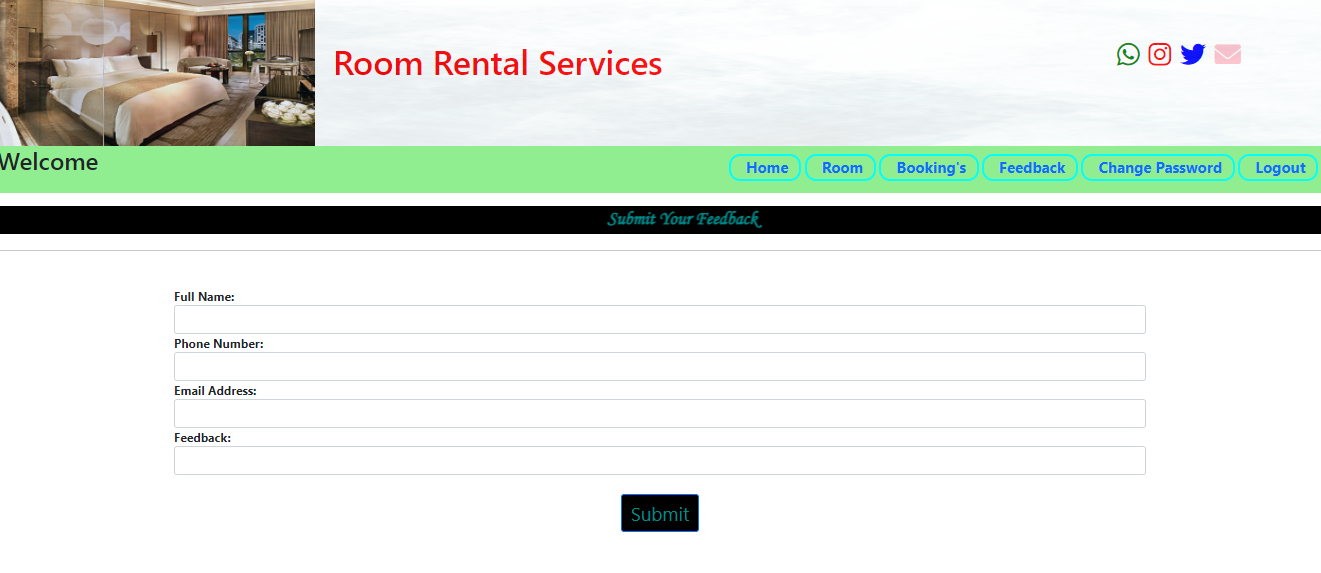 Room Rental Services
Welcome
Home Room Booking's Feedback Change Password Logout
Submit Your Feedback
Full Name:
Phone Number:
Email Address:
Feedback:
Submit